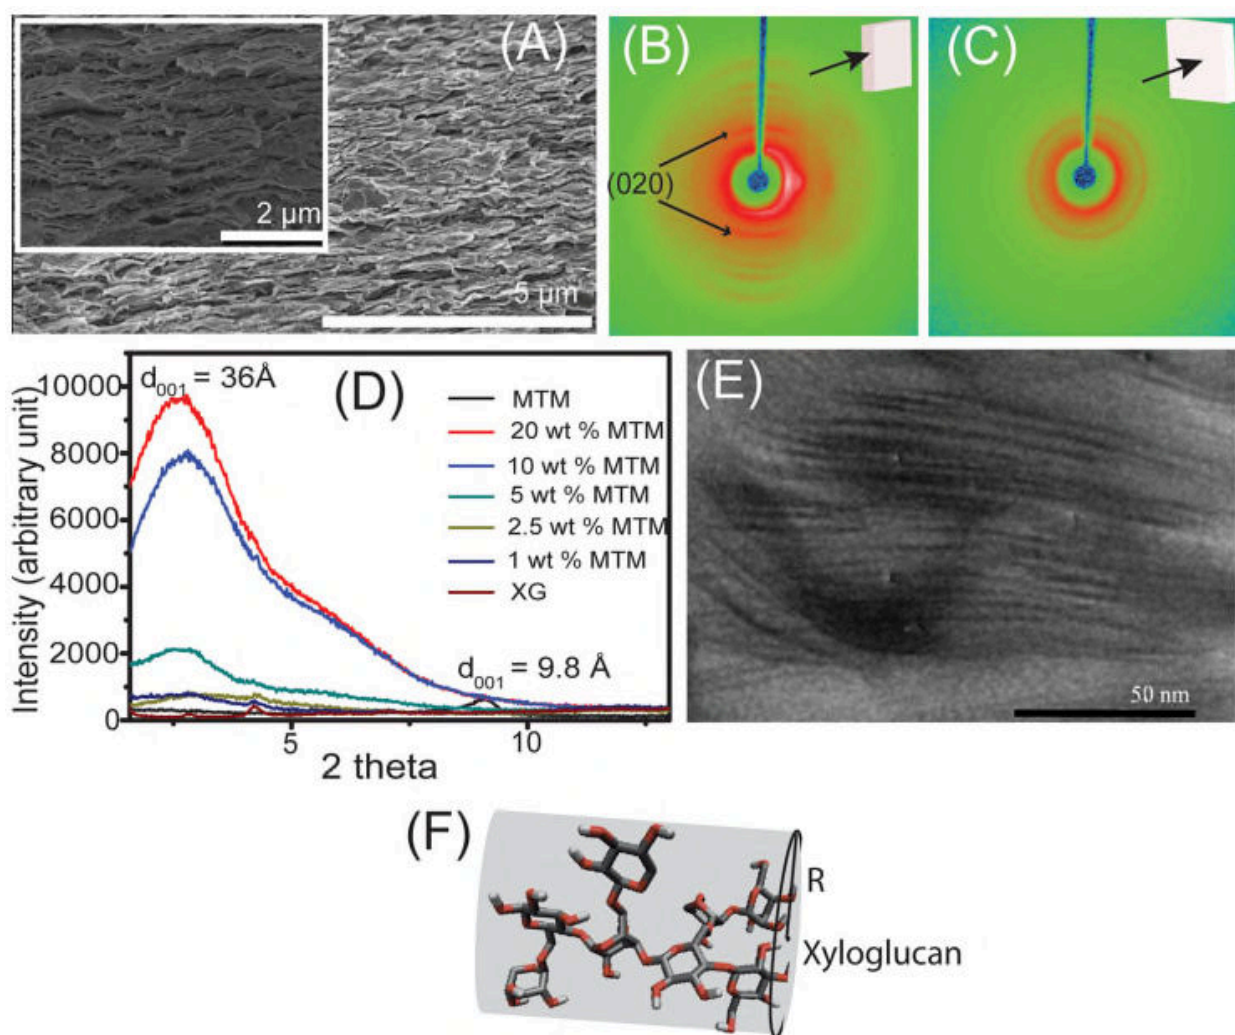 (A)
2 µm
5 µm
(B)
(020)
(C)
(D)
d001 = 36Å
10000
8000
6000
4000
2000
0
Intensity (arbitrary unit)
MTM
20 wt % MTM
10 wt % MTM
5 wt % MTM
2.5 wt % MTM
1 wt % MTM
XG
d001 = 9.8 Å
5
10
2 theta
(E)
50 nm
(F)
R
Xyloglucan